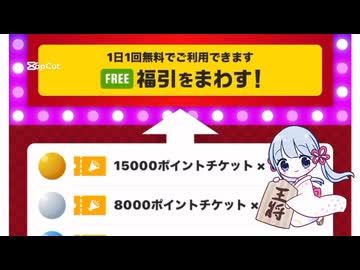 1日1回無料でご利用できます
CapCut
FREE 福引をまわす!
15000ポイントチケット ×
8000ポイントチケット ×
王将